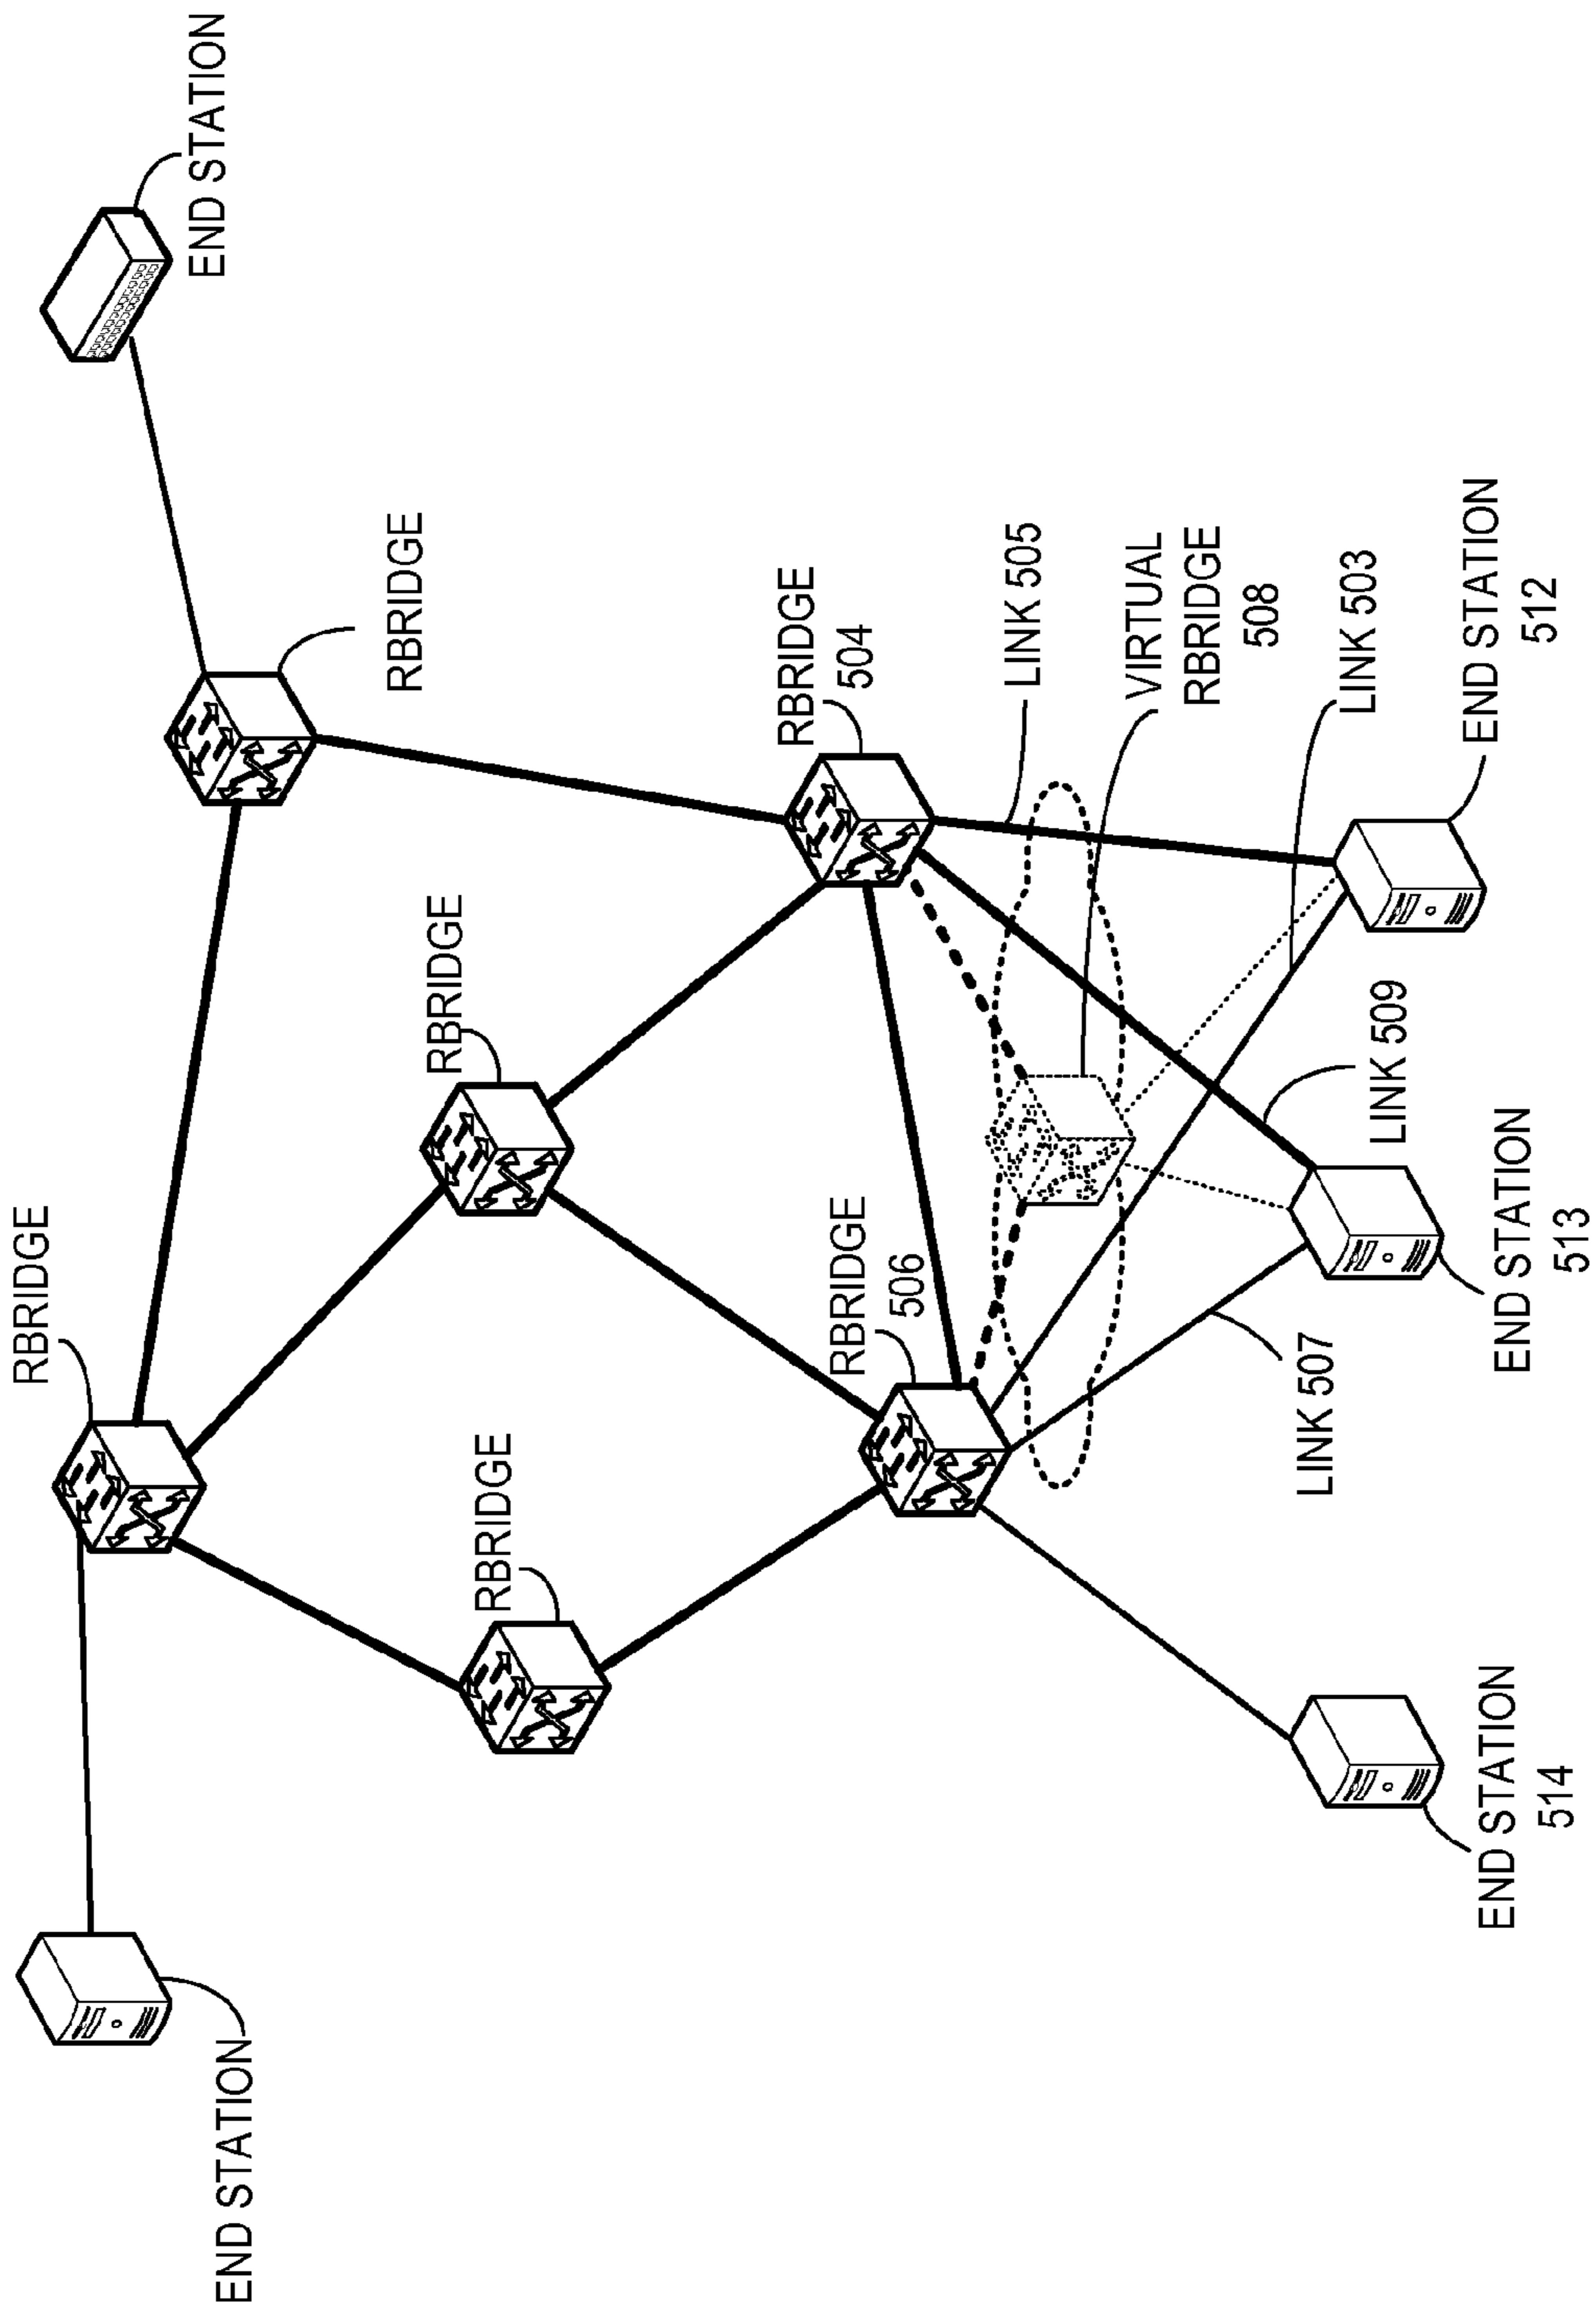 END STATION
RBRIDGE
RBRIDGE
504
LINK 505
VIRTUAL
RBRIDGE
508
LINK 503
END STATION
512
RBRIDGE
LINK 509
RBRIDGE
RBRIDGE
506
END STATION
513
LINK 507
RBRIDGE
END STATION
514
END STATION